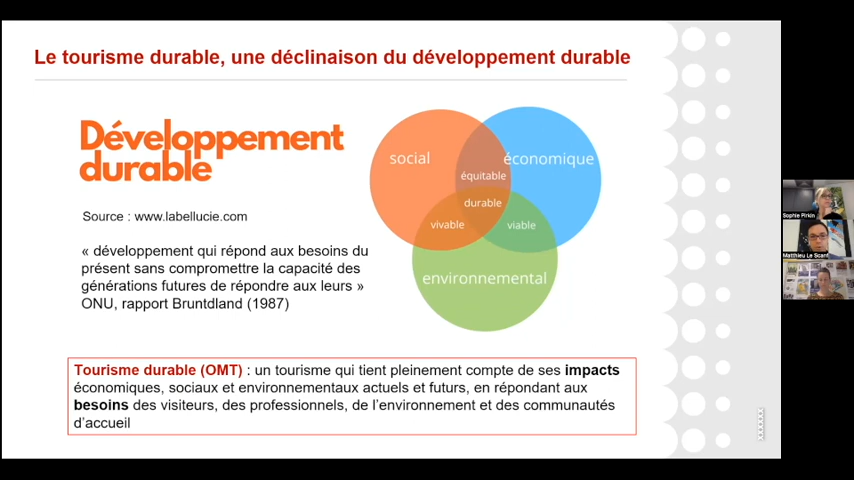 Le tourisme durable, une déclinaison du développement durable
Développement
durable
Source : www.labellucie.com
« développement qui répond aux besoins du
présent sans compromettre la capacité des
générations futures de répondre aux leurs »
ONU, rapport Bruntdland (1987)
social
économique
équitable
durable
vivable
viable
environnemental
Tourisme durable (OMT) : un tourisme qui tient pleinement compte de ses impacts
économiques, sociaux et environnementaux actuels et futurs, en répondant aux
besoins des visiteurs, des professionnels, de l'environnement et des communautés
d'accueil
Sophie Pirkin
Matthieu Le Scant